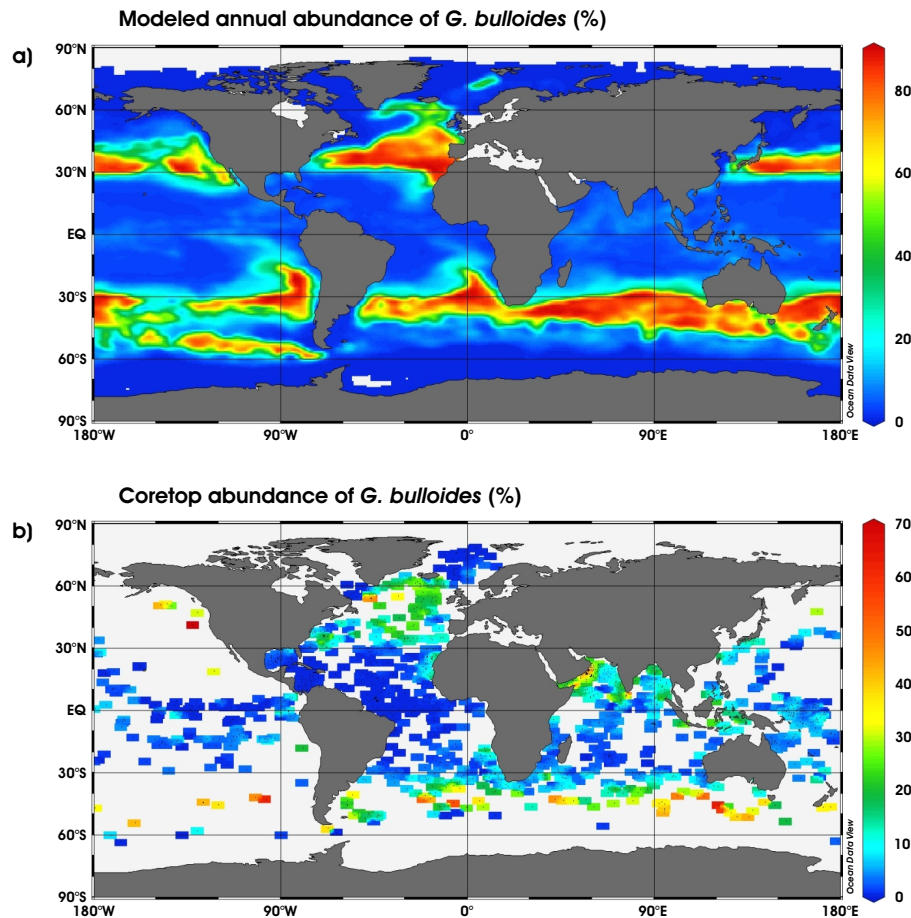 Modeled annual abundance of G. bulloides (%)
a)
90°N
60°N
30°N
EQ
30°S
60°S
90°S
180°W
90°W
0°
90°E
180°E
80
60
40
20
0
Ocean Data View
Coretop abundance of G. bulloides (%)
b)
90°N
60°N
30°N
EQ
30°S
60°S
90°S
180°W
90°W
0°
90°E
180°E
70
60
50
40
30
20
10
0
Ocean Data View